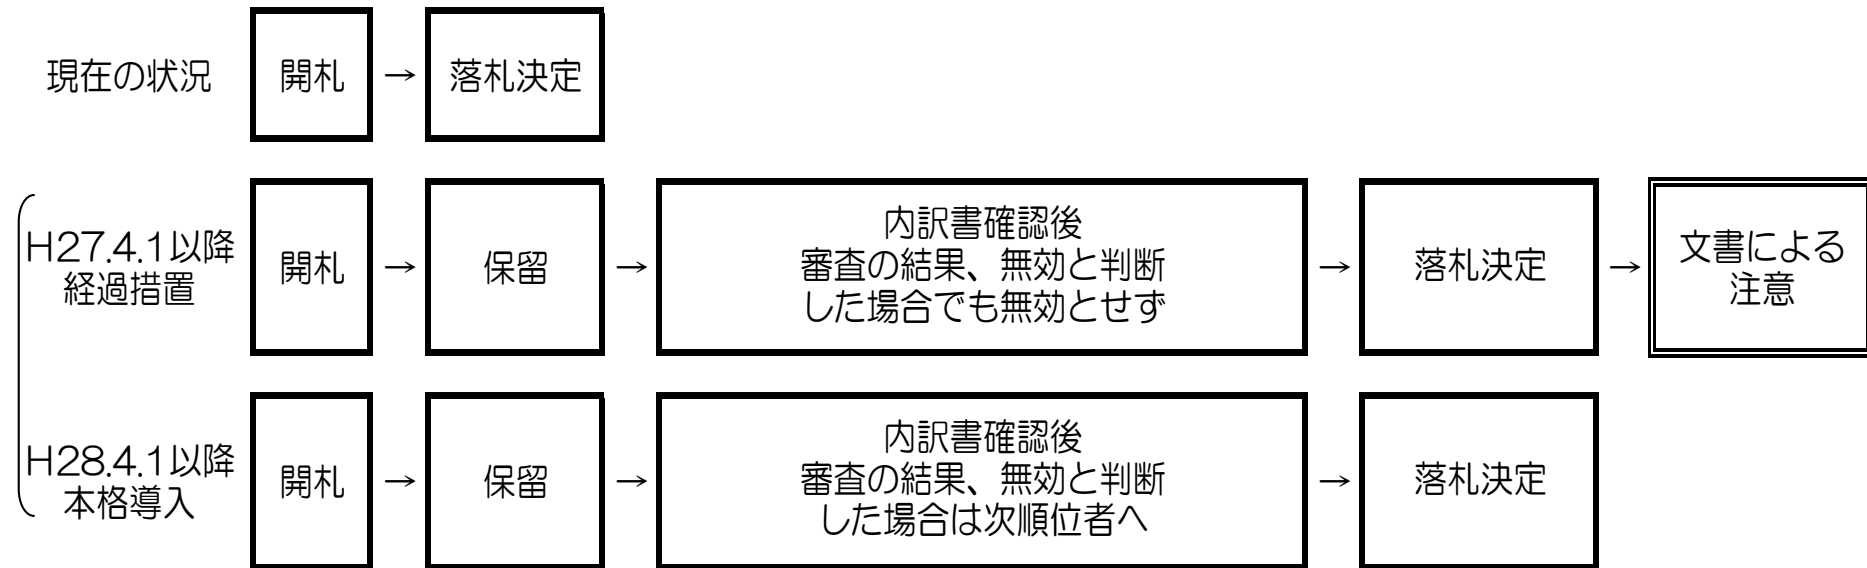 現在の状況
開札
→
落札決定
H27.4.1以降
経過措置
開札
→
保留
→
内訳書確認後
審査の結果、無効と判断
した場合でも無効とせず
→
落札決定
→
文書による
注意
H28.4.1以降
本格導入
開札
→
保留
→
内訳書確認後
審査の結果、無効と判断
した場合は次順位者へ
→
落札決定